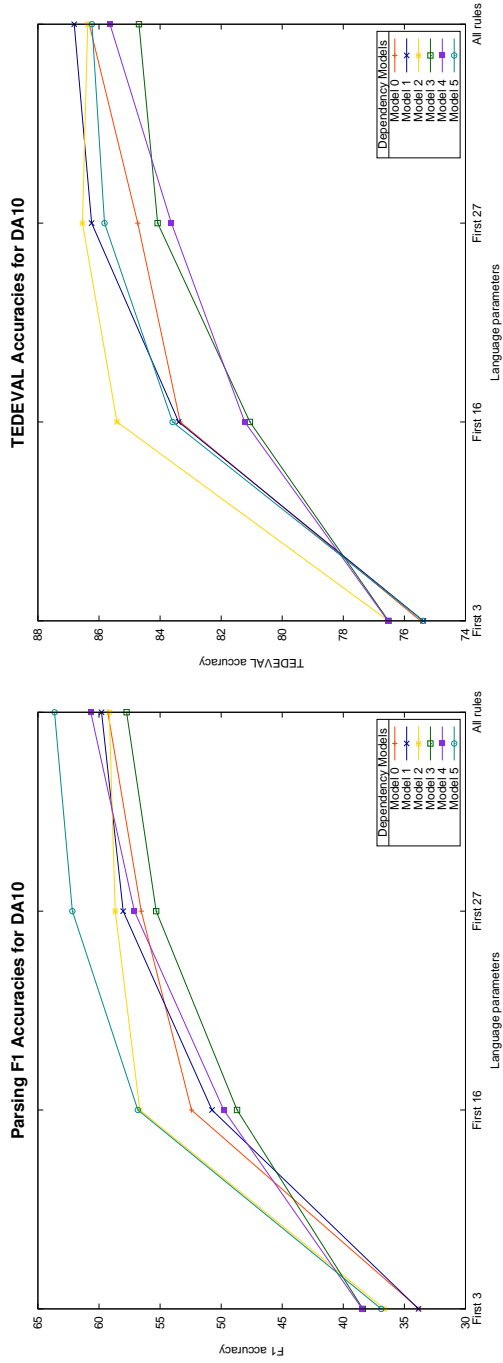 Parsing F1 Accuracies for DA10
F1 accuracy
65
60
55
50
45
40
35
30
First 3
First 16
First 27
All rules
Language parameters
Dependency Models
Model 0
Model 1
Model 2
Model 3
Model 4
Model 5
TEDEVAL Accuracies for DA10
TEDEVAL accuracy
88
86
84
82
80
78
76
74
First 3
First 16
First 27
All rules
Language parameters
Dependency Models
Model 0
Model 1
Model 2
Model 3
Model 4
Model 5